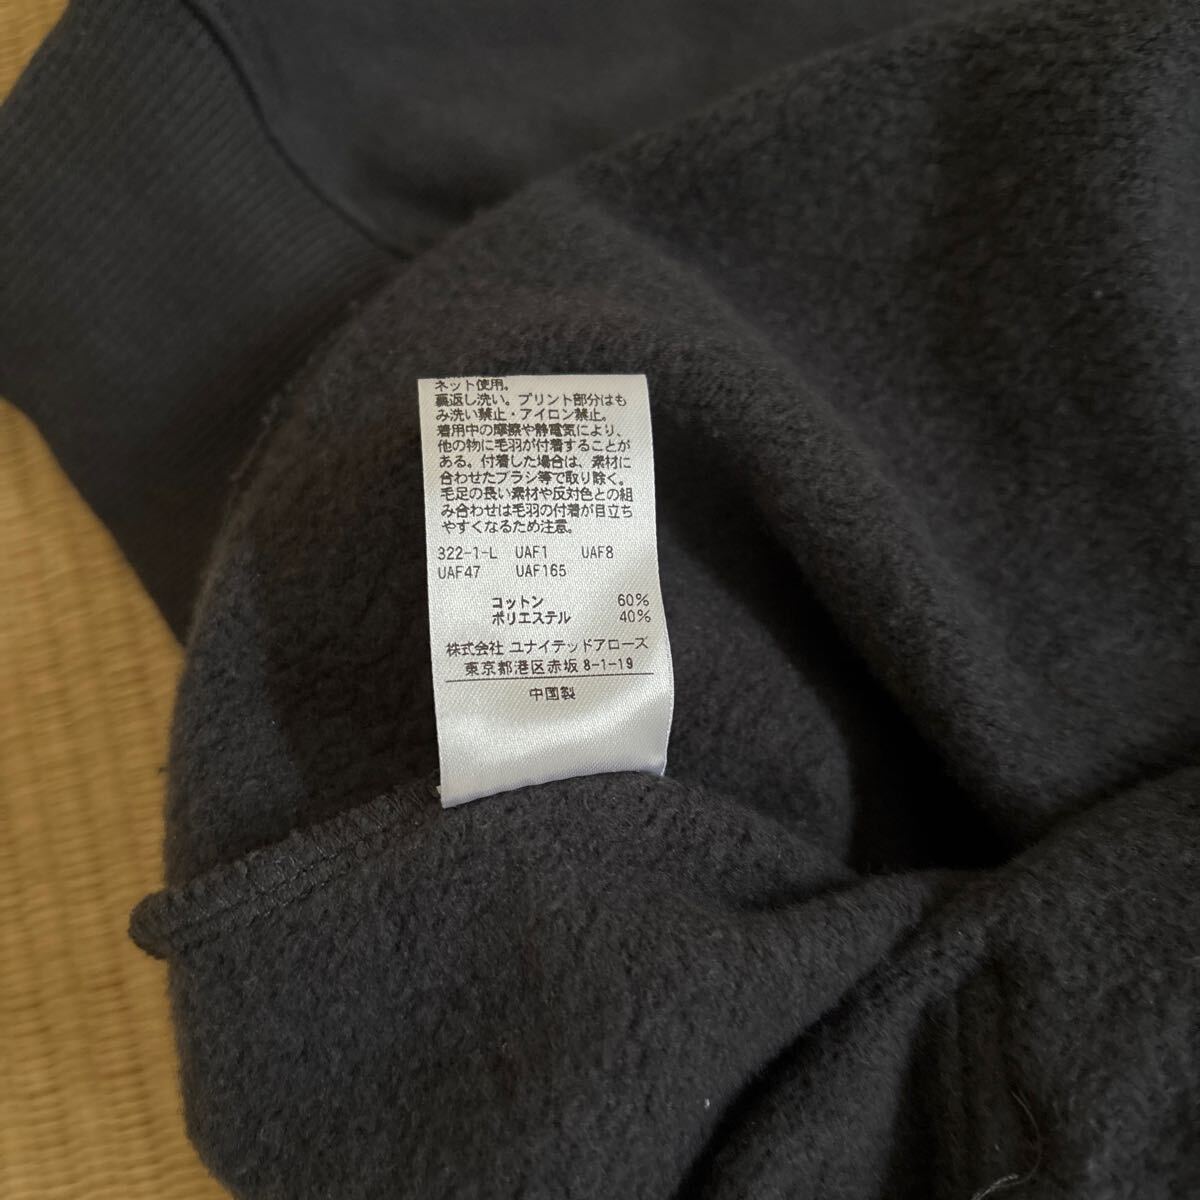 ネット使用。
裏返し洗い。プリント部分はも
み洗い禁止・アイロン禁止。
着用中の摩擦や静電気により、
他の物に毛羽が付着することが
ある。付着した場合は、素材に
合わせたブラシ等で取り除く。
毛足の長い素材や反対色との組
み合わせは毛羽の付着が目立ち
やすくなるため注意。
322-1-L UAF1 UAF8
UAF47 UAF165
コットン 60%
ポリエステル 40%
株式会社 ユナイテッドアローズ
東京都港区赤坂 8-1-19
中国製